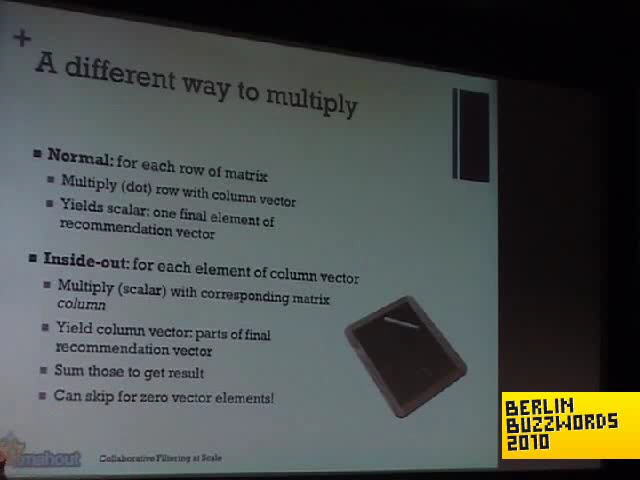 +
A different way to multiply
Normal: for each row of matrix
Multiply (dot) row with column vector
Yields scalar: one final element of
recommendation vector
Inside-out: for each element of column vector
Multiply (scalar) with corresponding matrix
column
Yield column vector: parts of final
recommendation vector
Sum those to get result
Can skip for zero vector elements!
mahout
Collaborative Filtering at Scale
BERLIN
BUZZWORDS
2010